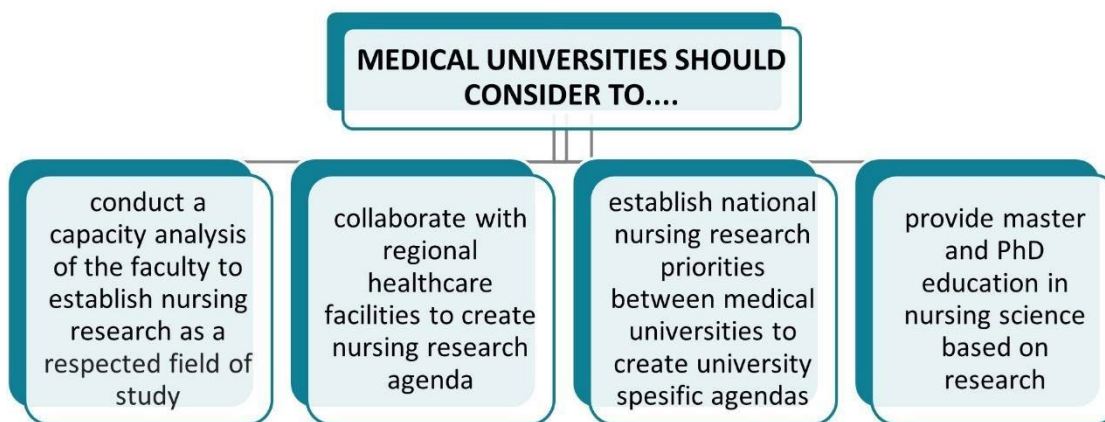 MEDICAL UNIVERSITIES SHOULD
CONSIDER TO....
conduct a
capacity analysis
of the faculty to
establish nursing
research as a
respected field of
study
collaborate with
regional
healthcare
facilities to create
nursing research
agenda
establish national
nursing research
priorities
between medical
universities to
create university
spesific agendas
provide master
and PhD
education in
nursing science
based on
research